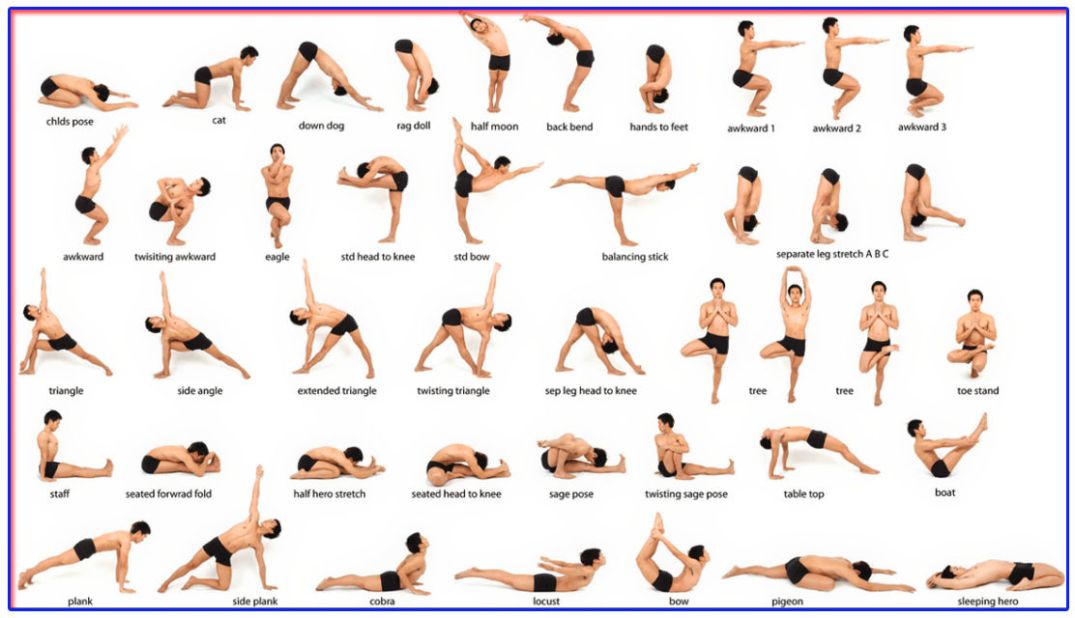 chlds pose
cat
down dog
rag doll
half moon
back bend
hands to feet
awkward 1
awkward 2
awkward 3
awkward
twisiting awkward
eagle
std head to knee
std bow
balancing stick
separate leg stretch A B C
triangle
side angle
extended triangle
twisting triangle
sep leg head to knee
tree
tree
toe stand
staff
seated forwrad fold
half hero stretch
seated head to knee
sage pose
twisting sage pose
table top
boat
plank
side plank
cobra
locust
bow
pigeon
sleeping hero